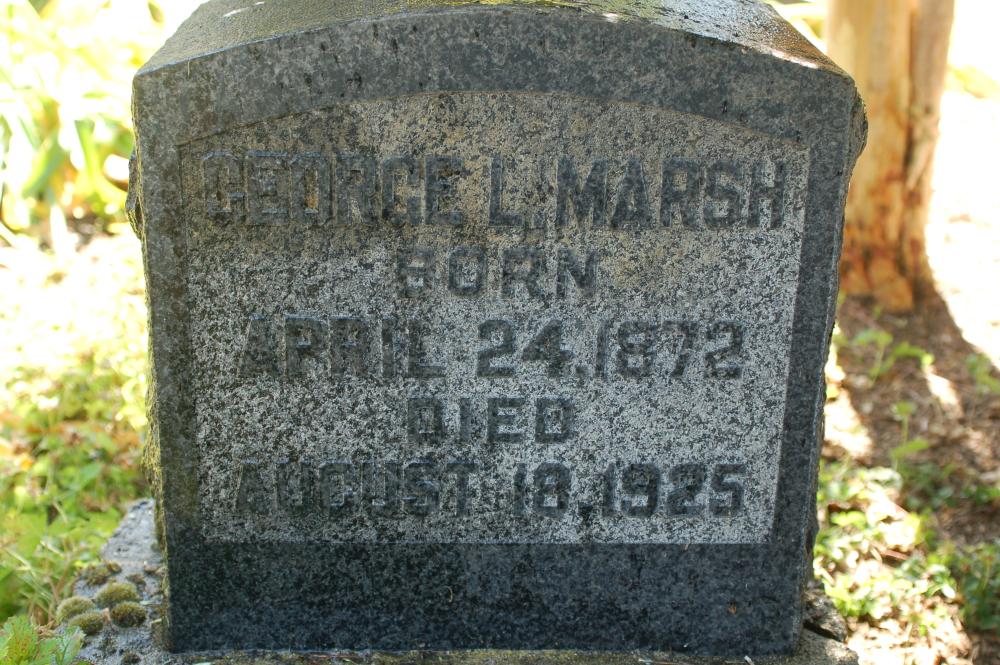 GEORGE L. MARSH
BORN
APRIL 24, 1872
DIED
AUGUST 18, 1925